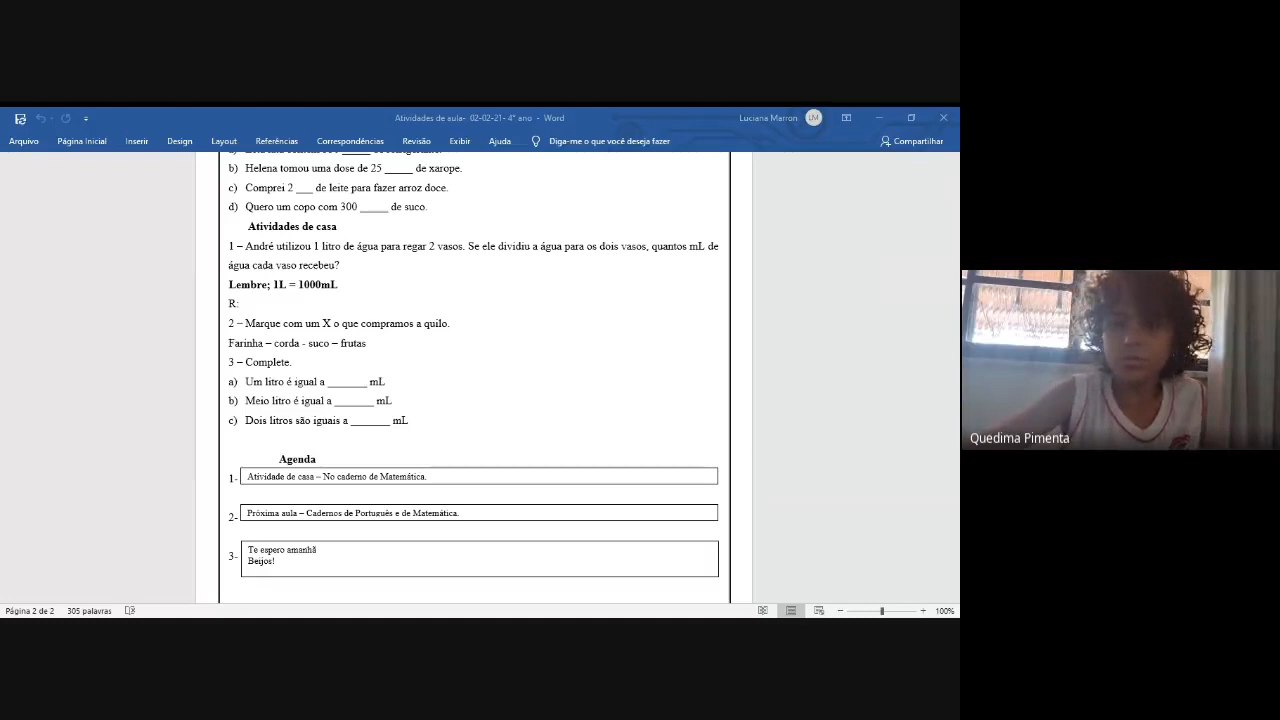 Atividades de aula- 02-02-21- 4° ano - Word
Luciana Marron
LM
Arquivo
Página Inicial
Inserir
Design
Layout
Referências
Correspondências
Revisão
Exibir
Ajuda
Diga-me o que você deseja fazer
Compartilhar
b) Helena tomou uma dose de 25 _____ de xarope.
c) Comprei 2 ___ de leite para fazer arroz doce.
d) Quero um copo com 300 _____ de suco.
Atividades de casa
1 – André utilizou 1 litro de água para regar 2 vasos. Se ele dividiu a água para os dois vasos, quantos mL de
água cada vaso recebeu?
Lembre; 1L = 1000mL
R:
2 – Marque com um X o que compramos a quilo.
Farinha – corda - suco – frutas
3 – Complete.
a) Um litro é igual a _______ mL
b) Meio litro é igual a _______ mL
c) Dois litros são iguais a _______ mL
Agenda
1- Atividade de casa – No caderno de Matemática.
2- Próxima aula – Cadernos de Português e de Matemática.
3- Te espero amanhã
Beijos!
Página 2 de 2
305 palavras
100%
Quedima Pimenta